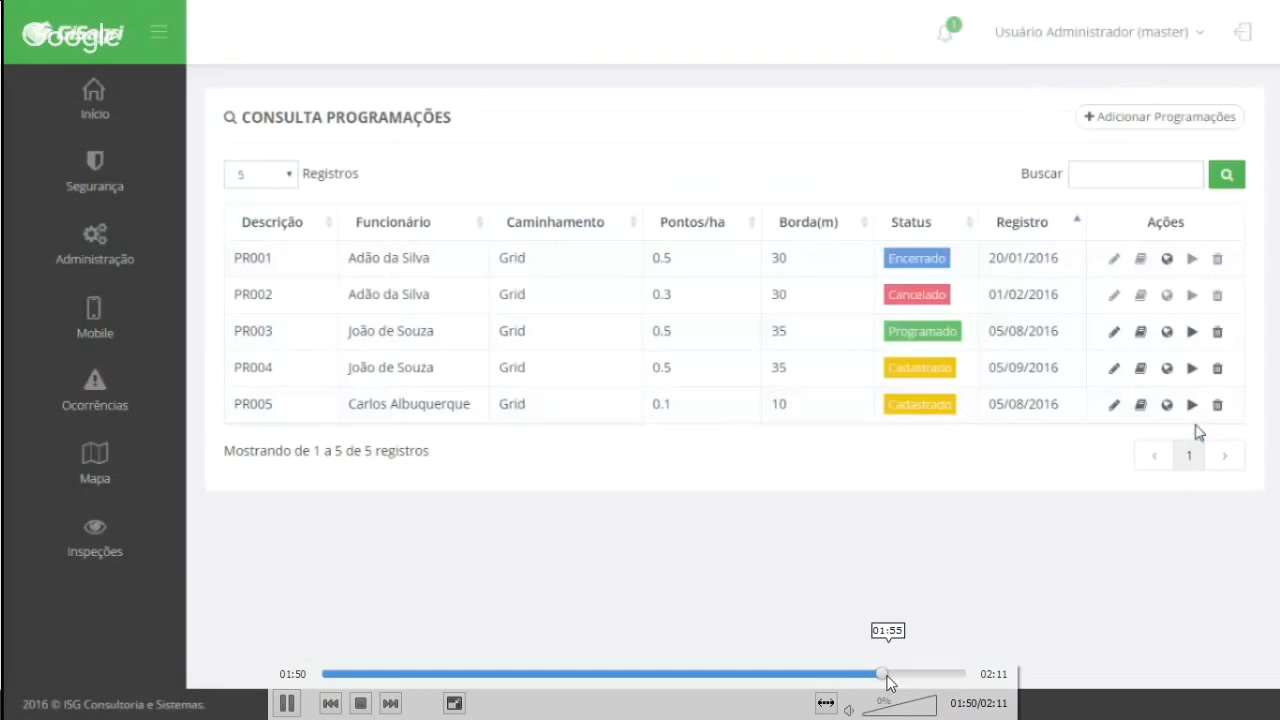 Google
1
Usuário Administrador (master)
Início
Segurança
Administração
Mobile
Ocorrências
Mapa
Inspeções
CONSULTA PROGRAMAÇÕES
Adicionar Programações
5 Registros
Buscar
Descrição Funcionário Caminhamento Pontos/ha Borda(m) Status Registro Ações
PR001 Adão da Silva Grid 0.5 30 Encerrado 20/01/2016
PR002 Adão da Silva Grid 0.3 30 Cancelado 01/02/2016
PR003 João de Souza Grid 0.5 35 Programado 05/08/2016
PR004 João de Souza Grid 0.5 35 Cadastrado 05/09/2016
PR005 Carlos Albuquerque Grid 0.1 10 Cadastrado 05/08/2016
Mostrando de 1 a 5 de 5 registros
‹ 1 ›
01:55
01:50 02:11
2016 © ISG Consultoria e Sistemas.
0% 01:50/02:11